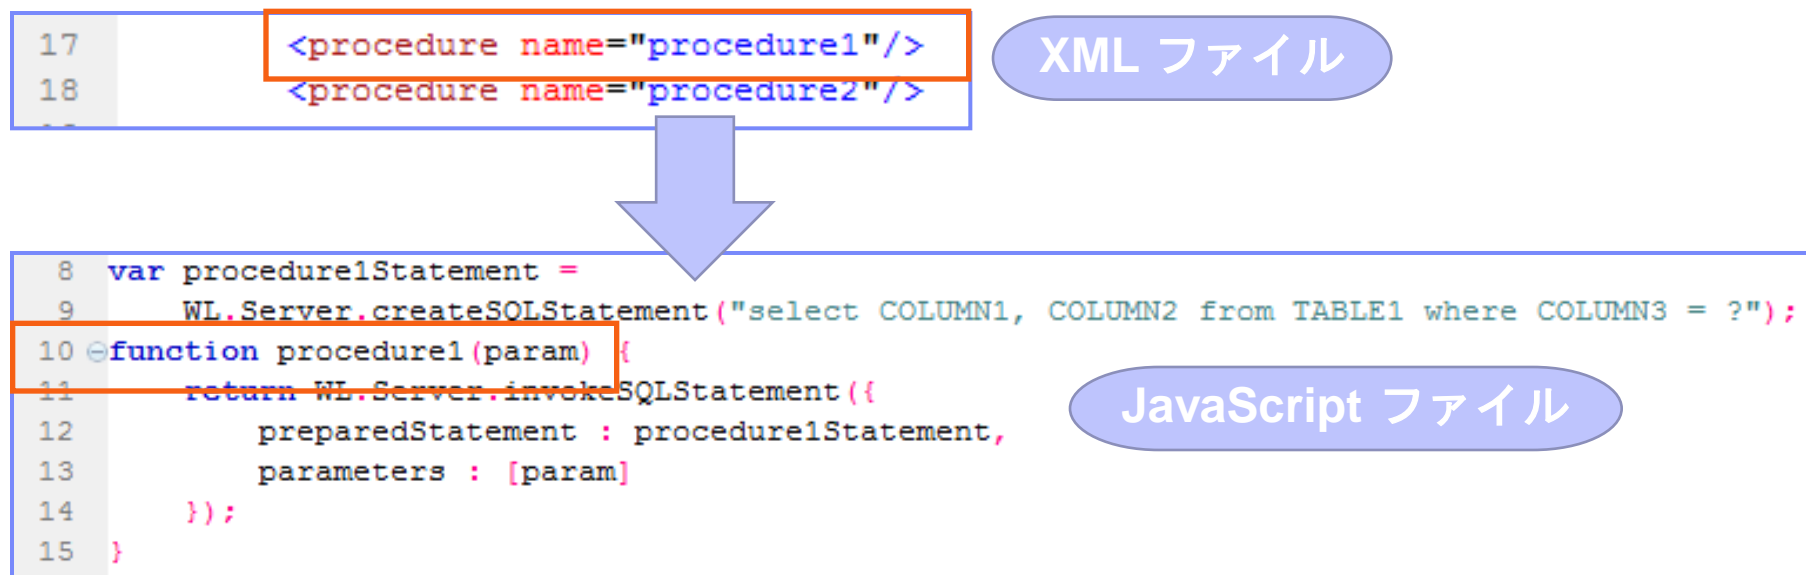 17 <procedure name="procedure1"/>
XML ファイル
18 <procedure name="procedure2"/>
8 var procedure1Statement =
9 WL.Server.createSQLStatement("select COLUMN1, COLUMN2 from TABLE1 where COLUMN3 = ?");
10 function procedure1(param) {
11 return WL.Server.invokeSQLStatement({
JavaScript ファイル
12 preparedStatement : procedure1Statement,
13 parameters : [param]
14 });
15 }